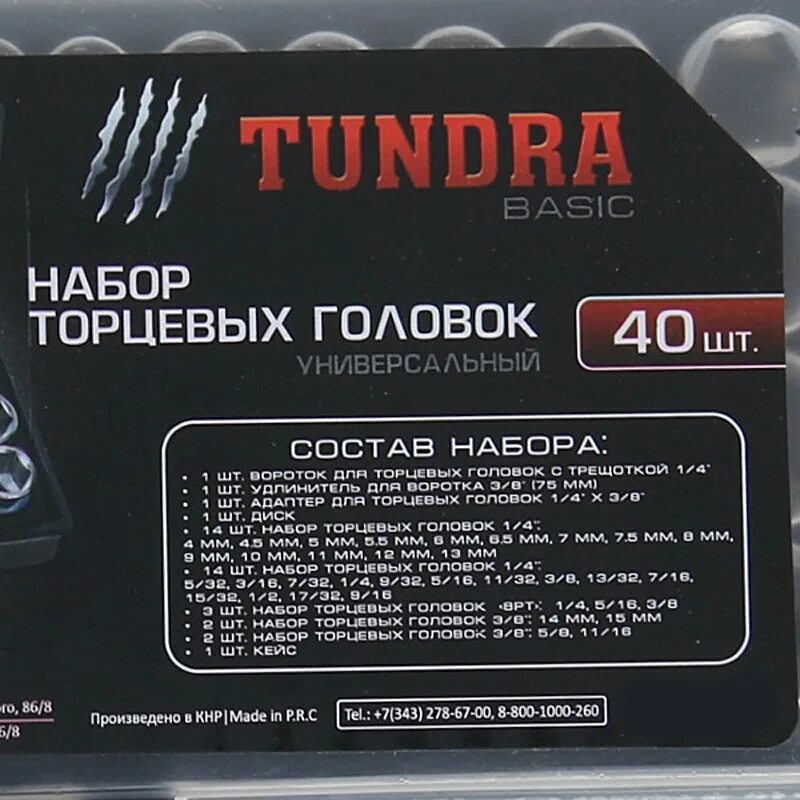 TUNDRA
BASIC
НАБОР
ТОРЦЕВЫХ ГОЛОВОК
УНИВЕРСАЛЬНЫЙ
40 ШТ.
СОСТАВ НАБОРА:
• 1 ШТ. ВОРОТОК ДЛЯ ТОРЦЕВЫХ ГОЛОВОК С ТРЕЩОТКОЙ 1/4"
• 1 ШТ. УДЛИНИТЕЛЬ ДЛЯ ВОРОТКА 3/8" (75 ММ)
• 1 ШТ. АДАПТЕР ДЛЯ ТОРЦЕВЫХ ГОЛОВОК 1/4" X 3/8"
• 1 ШТ. ДИСК
• 14 ШТ. НАБОР ТОРЦЕВЫХ ГОЛОВОК 1/4":
4 ММ, 4.5 ММ, 5 ММ, 5.5 ММ, 6 ММ, 6.5 ММ, 7 ММ, 7.5 ММ, 8 ММ,
9 ММ, 10 ММ, 11 ММ, 12 ММ, 13 ММ
• 14 ШТ. НАБОР ТОРЦЕВЫХ ГОЛОВОК 1/4":
5/32, 3/16, 7/32, 1/4, 9/32, 5/16, 11/32, 3/8, 13/32, 7/16,
15/32, 1/2, 17/32, 9/16
• 3 ШТ. НАБОР ТОРЦЕВЫХ ГОЛОВОК «8PT»: 1/4, 5/16, 3/8
• 2 ШТ. НАБОР ТОРЦЕВЫХ ГОЛОВОК 3/8": 14 ММ, 15 ММ
• 2 ШТ. НАБОР ТОРЦЕВЫХ ГОЛОВОК 3/8": 5/8, 11/16
• 1 ШТ. КЕЙС
ого, 86/8
6/8
Произведено в КНР|Made in P.R.C
Tel.: +7(343) 278-67-00, 8-800-1000-260